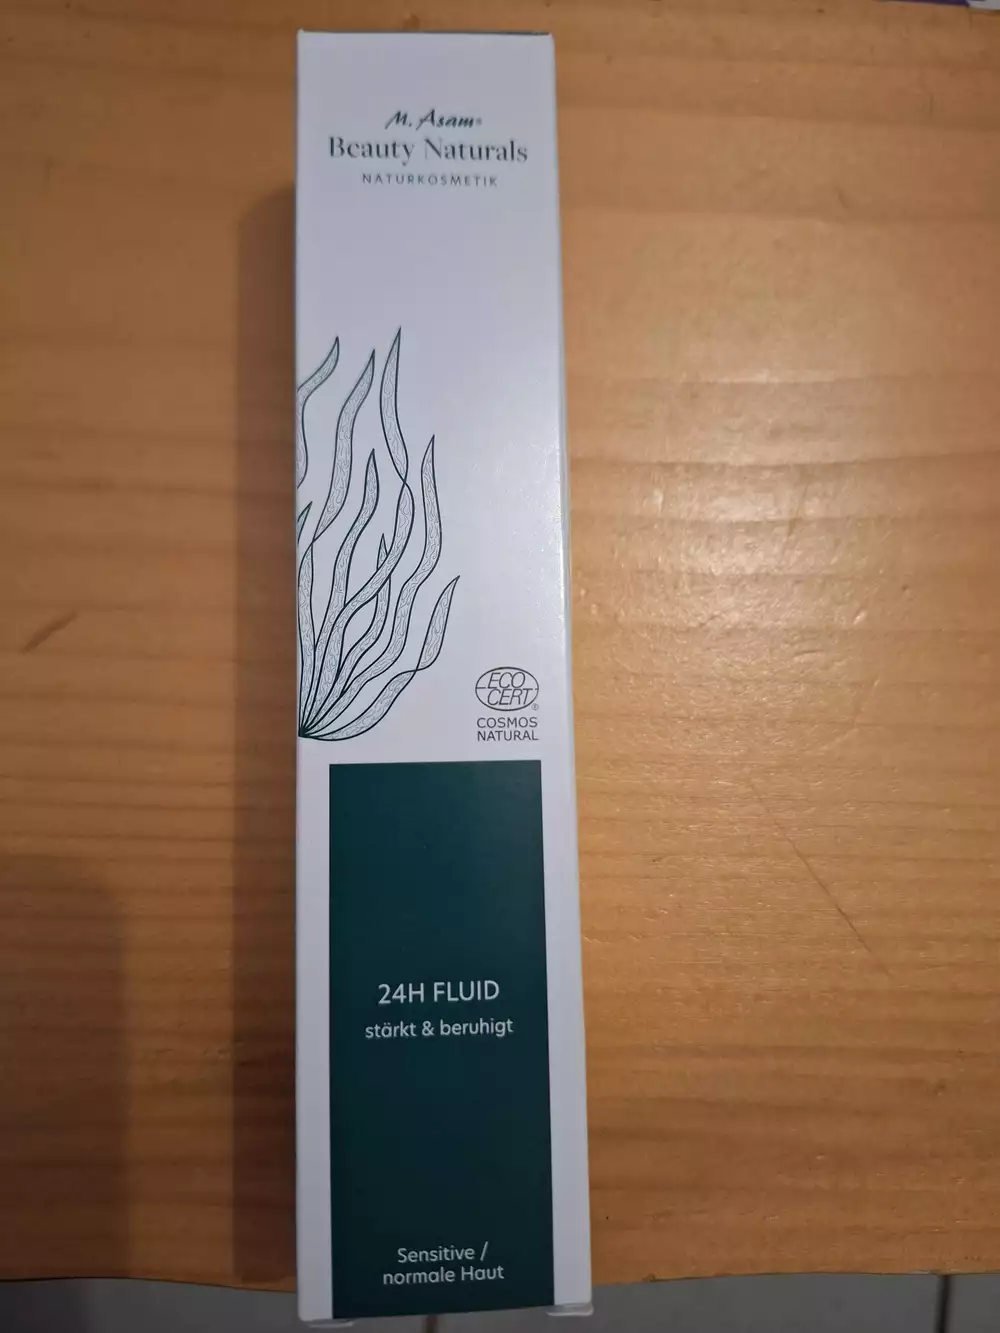 M. Asam®
Beauty Naturals
NATURKOSMETIK
ECO
CERT®
COSMOS
NATURAL
24H FLUID
stärkt & beruhigt
Sensitive /
normale Haut